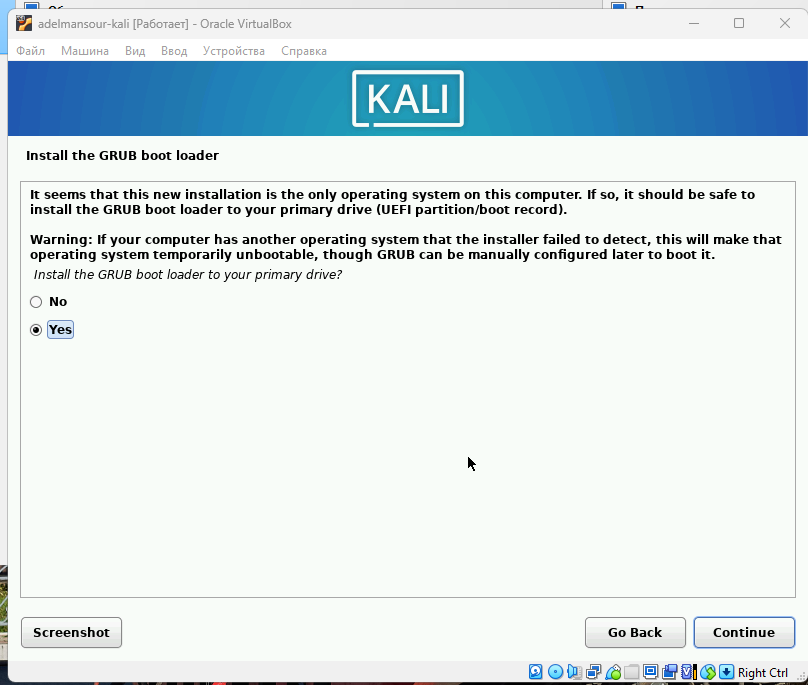 adelmansour-kali [Работает] - Oracle VirtualBox
Файл Машина Вид Ввод Устройства Справка
KALI
Install the GRUB boot loader
It seems that this new installation is the only operating system on this computer. If so, it should be safe to
install the GRUB boot loader to your primary drive (UEFI partition/boot record).
Warning: If your computer has another operating system that the installer failed to detect, this will make that
operating system temporarily unbootable, though GRUB can be manually configured later to boot it.
Install the GRUB boot loader to your primary drive?
No
Yes
Screenshot Go Back Continue
Right Ctrl